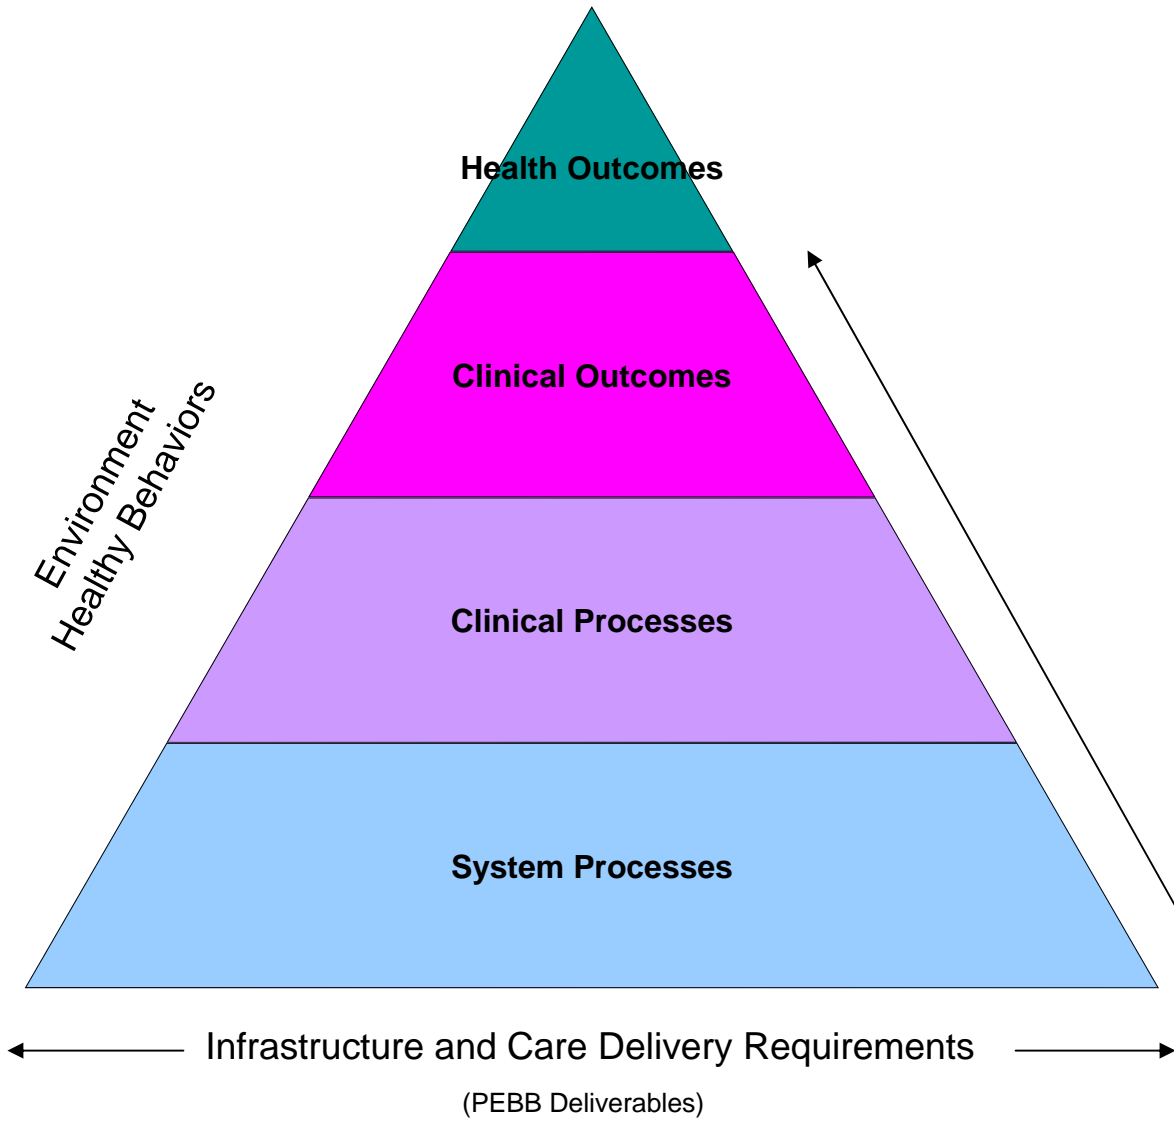 Health Outcomes
Clinical Outcomes
Environment
Healthy Behaviors
Clinical Processes
System Processes
Infrastructure and Care Delivery Requirements
(PEBB Deliverables)